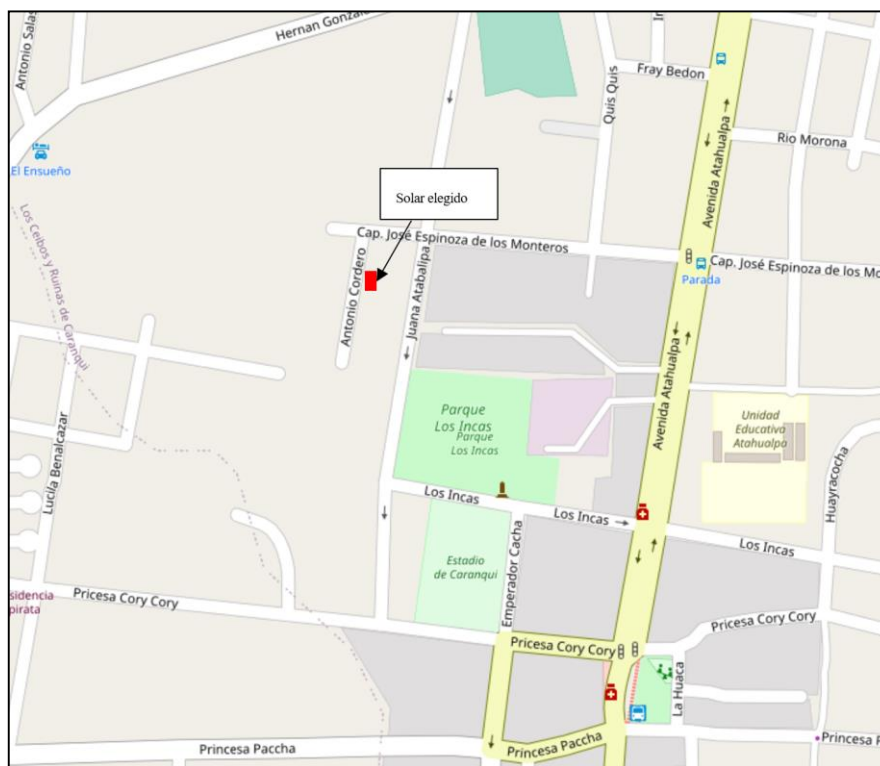 Antonio Salas
Hernan Gonzal
Fray Bedon
Quis Quis
Avenida Atahualpa
Rio Morona
El Ensueño
Solar elegido
Los Ceibos y Ruinas de Caranqui
Cap. José Espinoza de los Monteros
Cap. José Espinoza de los Mo
Parada
Antonio Cordero
Juana Atabalipa
Avenida Atahualpa
Parque
Los Incas
Parque
Los Incas
Unidad
Educativa
Atahualpa
Lucila Benalcazar
Huayracocha
Los Incas
Los Incas
Los Incas
Estadio
de Caranqui
Emperador Cacha
sidencia
pirata
Pricesa Cory Cory
Pricesa Cory Cory
Pricesa Cory Cory
La Huaca
Princesa Paccha
Princesa Paccha
Princesa P